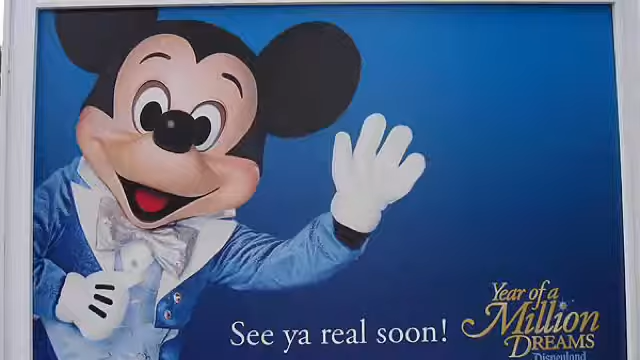 See ya real soon!
Year of a
Million
DREAMS
Disneyland